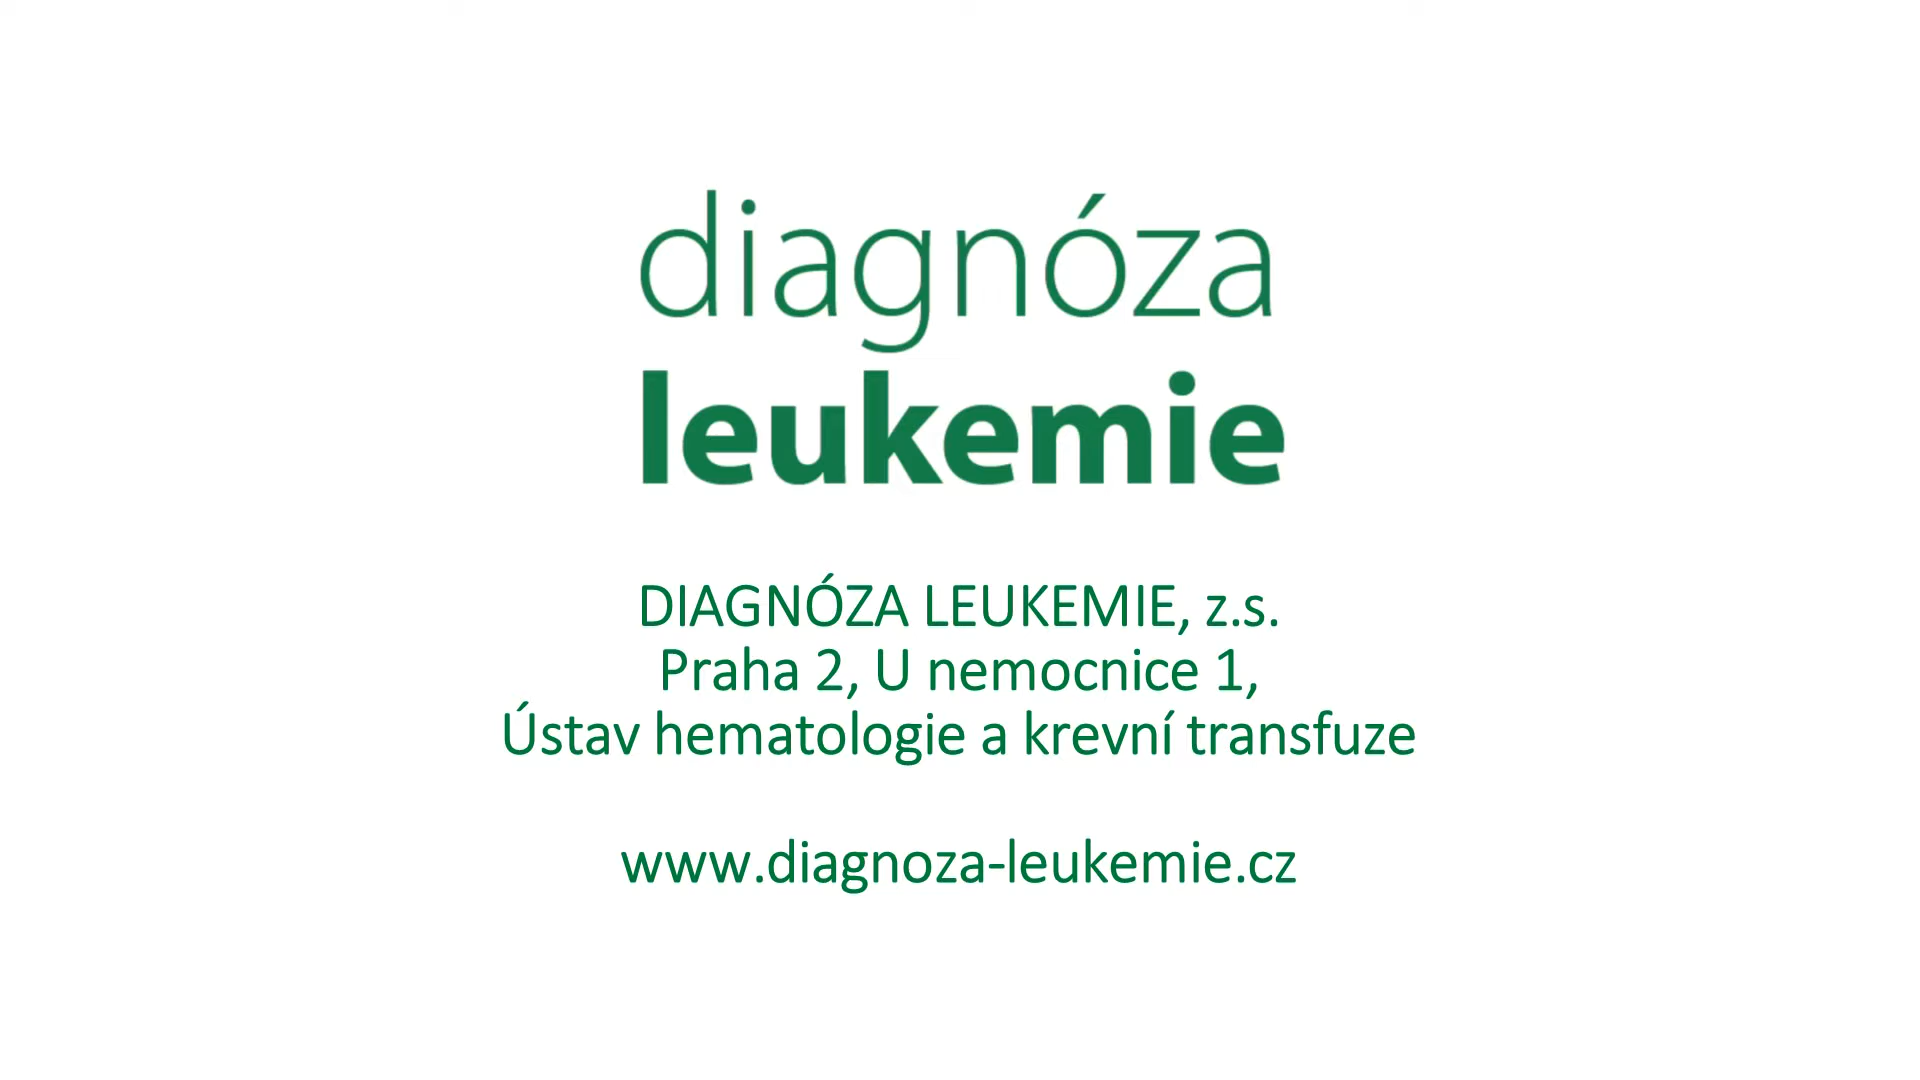 diagnóza
leukemie
DIAGNÓZA LEUKEMIE, z.s.
Praha 2, U nemocnice 1,
Ústav hematologie a krevní transfuze
www.diagnoza-leukemie.cz